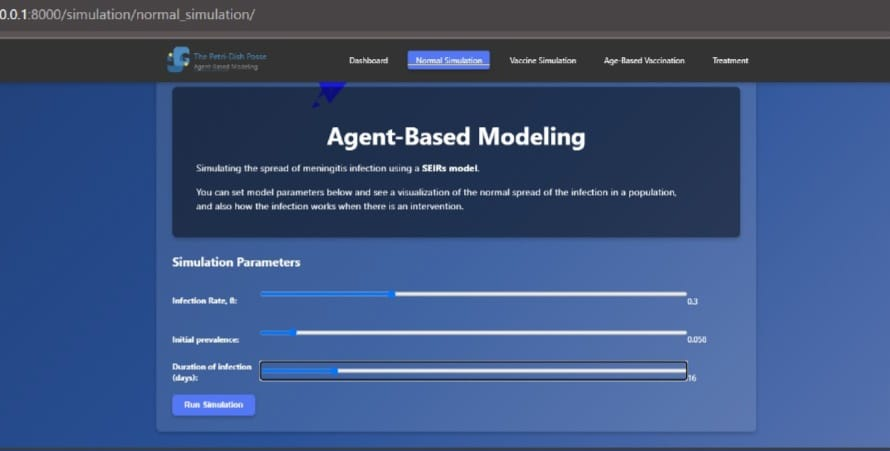 0.0.1:8000/simulation/normal_simulation/
The Petri-Dish Posse
Agent-Based Modeling
Dashboard
Normal Simulation
Vaccine Simulation
Age-Based Vaccination
Treatment
Agent-Based Modeling
Simulating the spread of meningitis infection using a SEIRs model.
You can set model parameters below and see a visualization of the normal spread of the infection in a population,
and also how the infection works when there is an intervention.
Simulation Parameters
Infection Rate, ß:
0.3
Initial prevalence:
0.050
Duration of infection
(days):
16
Run Simulation